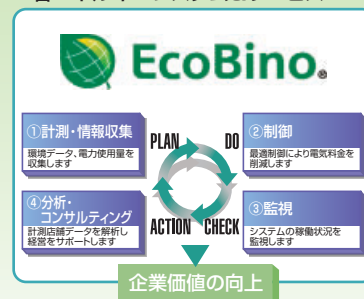 EcoBino.
①計測・情報収集
環境データ、電力使用量を
収集します
PLAN
DO
②制御
最適制御により電気料金を
削減します
④分析・
コンサルティング
計測店舗データを解析し
経営をサポートします
ACTION
CHECK
③監視
システムの稼働状況を
監視します
企業価値の向上